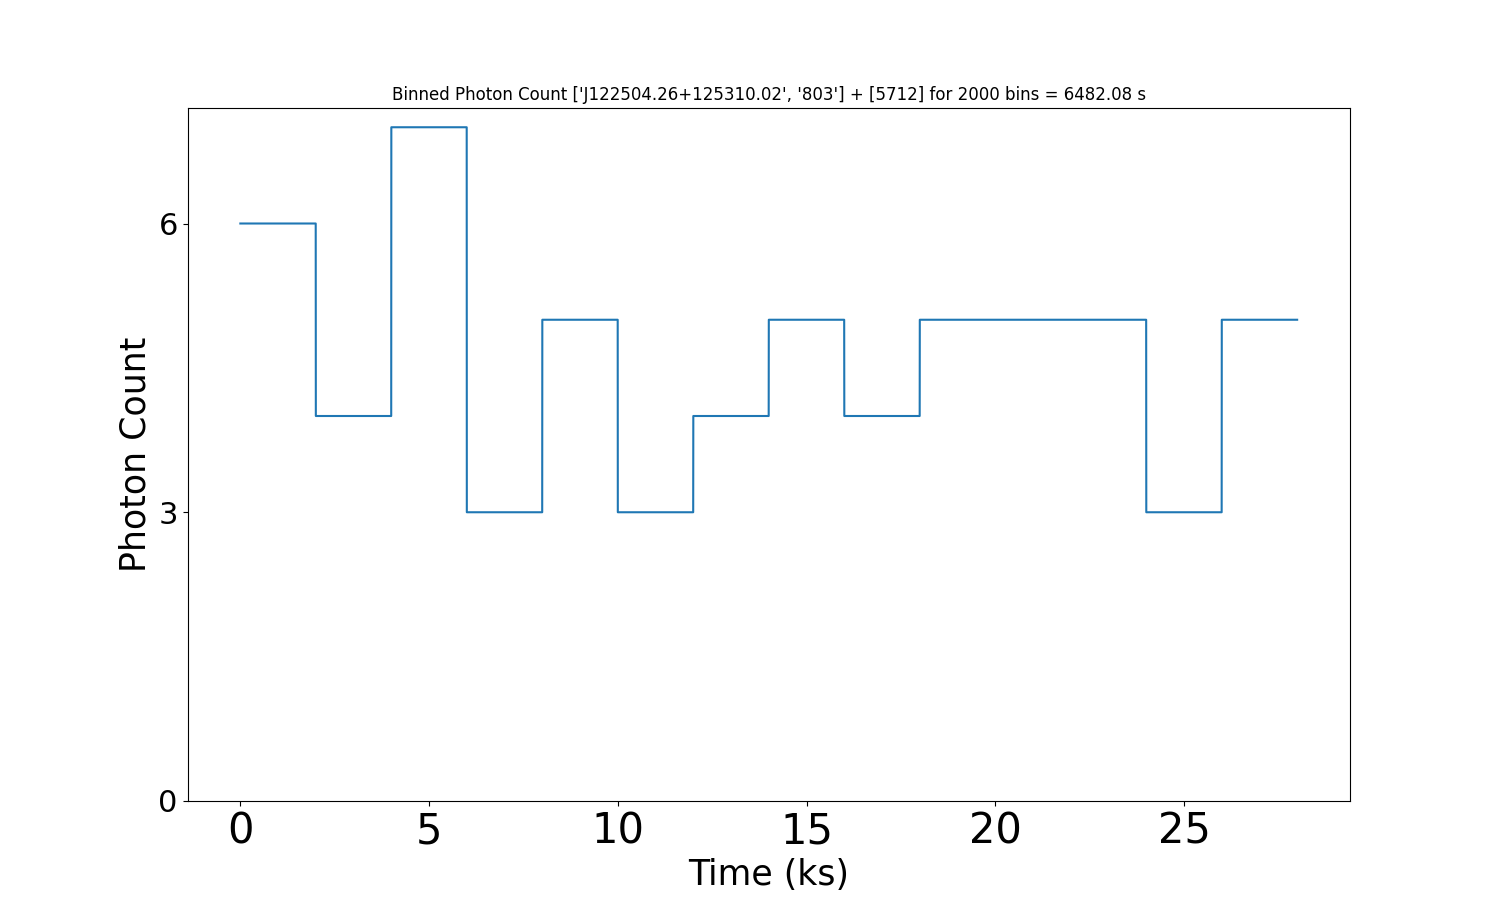 Binned Photon Count ['J122504.26+125310.02', '803'] + [5712] for 2000 bins = 6482.08 s
6
3
0
Photon Count
0 5 10 15 20 25
Time (ks)